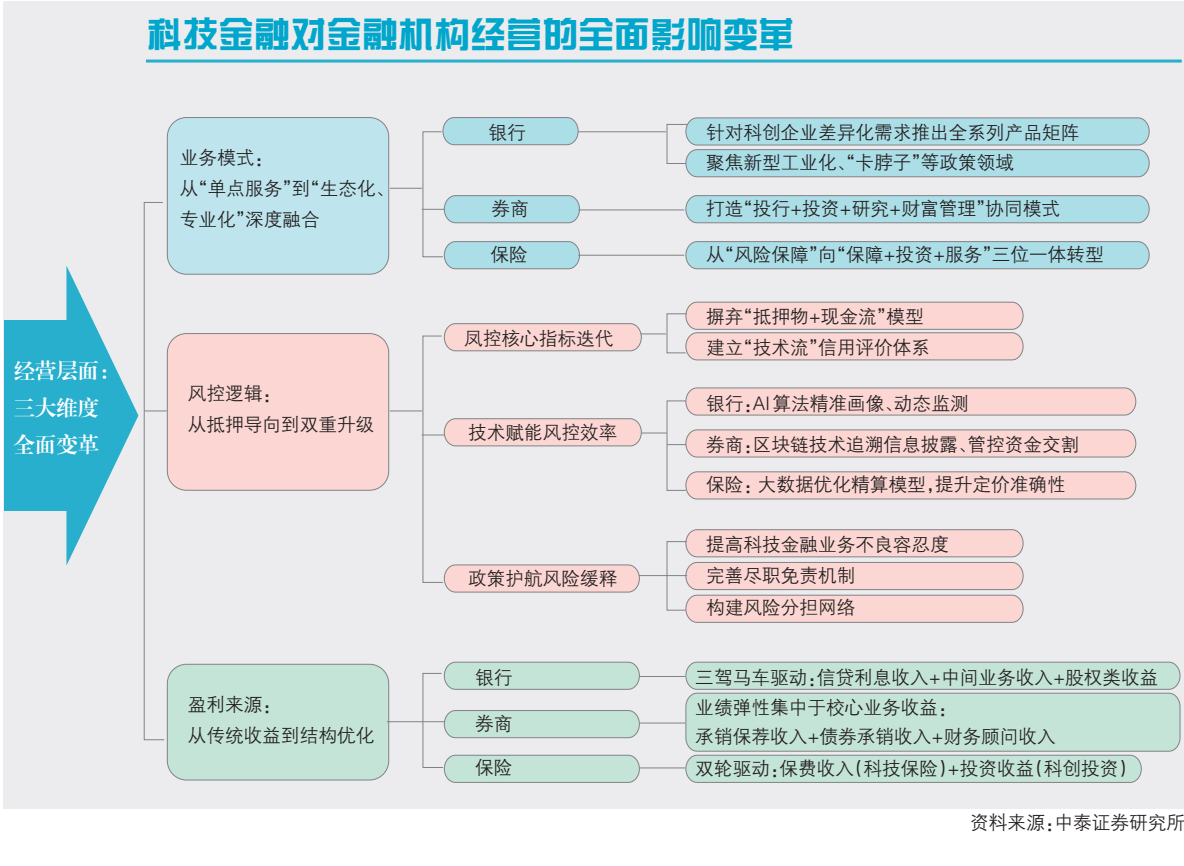 科技金融对金融机构经营的全面影响变革
经营层面：
三大维度
全面变革
业务模式：
从“单点服务”到“生态化、
专业化”深度融合
银行
针对科创企业差异化需求推出全系列产品矩阵
聚焦新型工业化、“卡脖子”等政策领域
券商
打造“投行+投资+研究+财富管理”协同模式
保险
从“风险保障”向“保障+投资+服务”三位一体转型
风控逻辑：
从抵押导向到双重升级
风控核心指标迭代
摒弃“抵押物+现金流”模型
建立“技术流”信用评价体系
技术赋能风控效率
银行：AI算法精准画像、动态监测
券商：区块链技术追溯信息披露、管控资金交割
保险：大数据优化精算模型，提升定价准确性
政策护航风险缓释
提高科技金融业务不良容忍度
完善尽职免责机制
构建风险分担网络
盈利来源：
从传统收益到结构优化
银行
三驾马车驱动：信贷利息收入+中间业务收入+股权类收益
券商
业绩弹性集中于校心业务收益：
承销保荐收入+债券承销收入+财务顾问收入
保险
双轮驱动：保费收入（科技保险）+投资收益（科创投资）
资料来源：中泰证券研究所